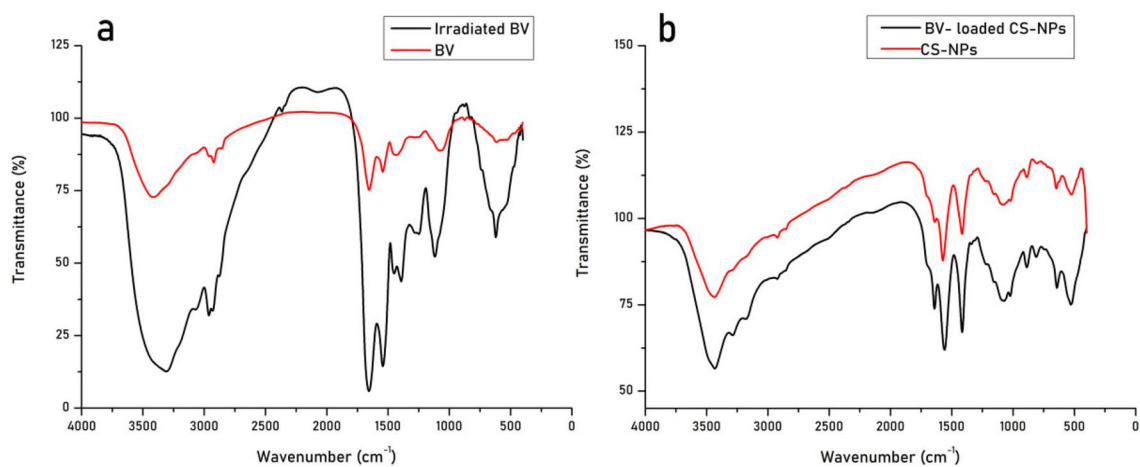 a
Irradiated BV
BV
125
100
75
50
25
0
4000 3500 3000 2500 2000 1500 1000 500 0
Transmittance (%)
Wavenumber (cm⁻¹)
b
BV- loaded CS-NPs
CS-NPs
150
125
100
75
50
4000 3500 3000 2500 2000 1500 1000 500 0
Transmittance (%)
Wavenumber (cm⁻¹)